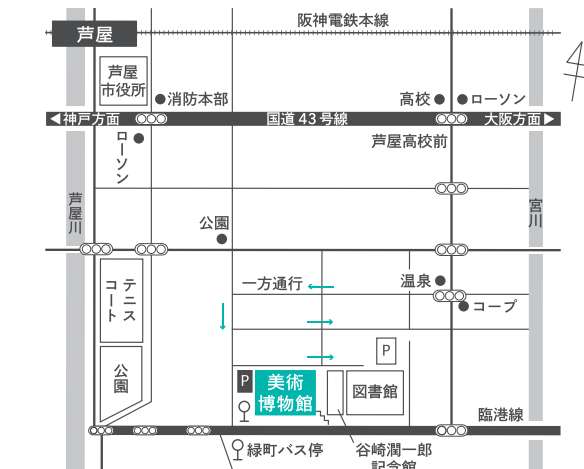 阪神電鉄本線
芦屋
芦屋
市役所
消防本部
高校
ローソン
◀神戸方面
国道43号線
大阪方面▶
ローソン
芦屋高校前
芦屋川
宮川
公園
一方通行
温泉
コープ
テニス
コート
公園
P
P
美術
博物館
図書館
臨港線
緑町バス停
谷崎潤一郎
記念館